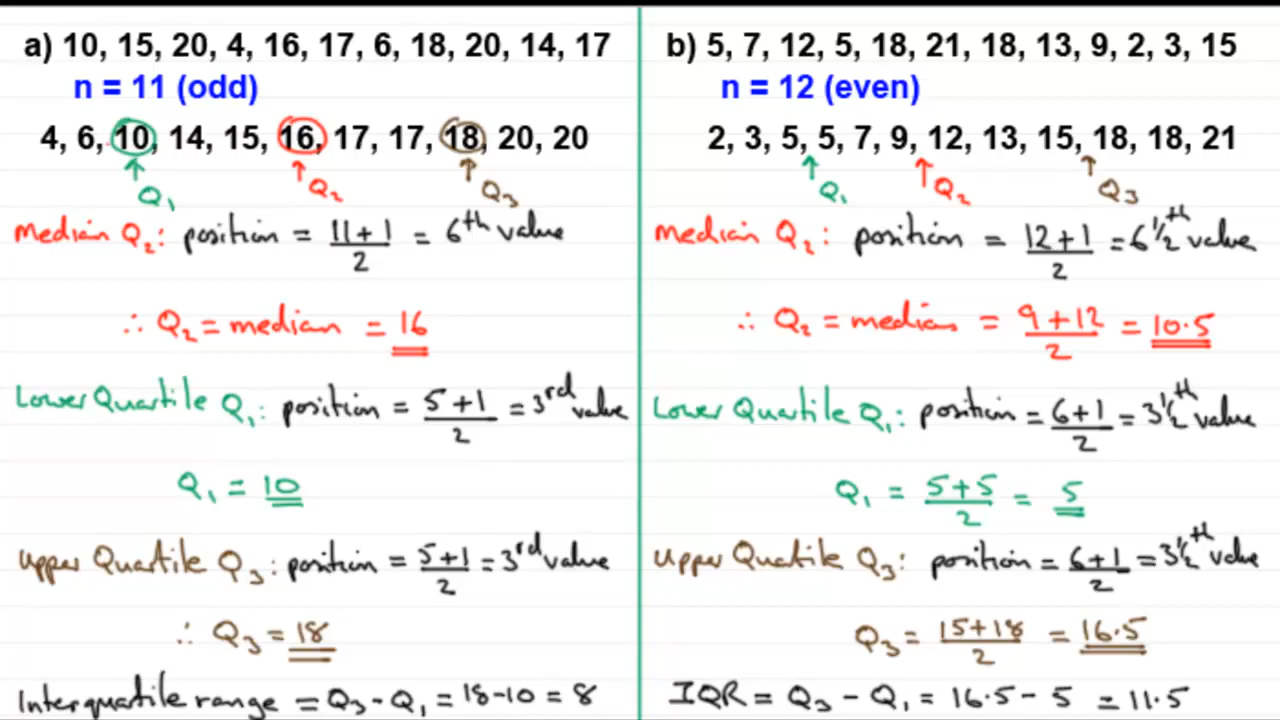 a) 10, 15, 20, 4, 16, 17, 6, 18, 20, 14, 17
n = 11 (odd)
4, 6, 10, 14, 15, 16, 17, 17, 18, 20, 20
Q₁ Q₂ Q₃
Median Q₂: position = 11+1/2 = 6th value
∴ Q₂ = median = 16
Lower Quartile Q₁: position = 5+1/2 = 3rd value
Q₁ = 10
Upper Quartile Q₃: position = 5+1/2 = 3rd value
∴ Q₃ = 18
Interquartile range = Q₃ - Q₁ = 18-10 = 8
b) 5, 7, 12, 5, 18, 21, 18, 13, 9, 2, 3, 15
n = 12 (even)
2, 3, 5, 5, 7, 9, 12, 13, 15, 18, 18, 21
Q₁ Q₂ Q₃
Median Q₂: position = 12+1/2 = 6½th value
∴ Q₂ = median = 9+12/2 = 10.5
Lower Quartile Q₁: position = 6+1/2 = 3½th value
Q₁ = 5+5/2 = 5
Upper Quartile Q₃: position = 6+1/2 = 3½th value
Q₃ = 15+18/2 = 16.5
IQR = Q₃ - Q₁ = 16.5 - 5 = 11.5